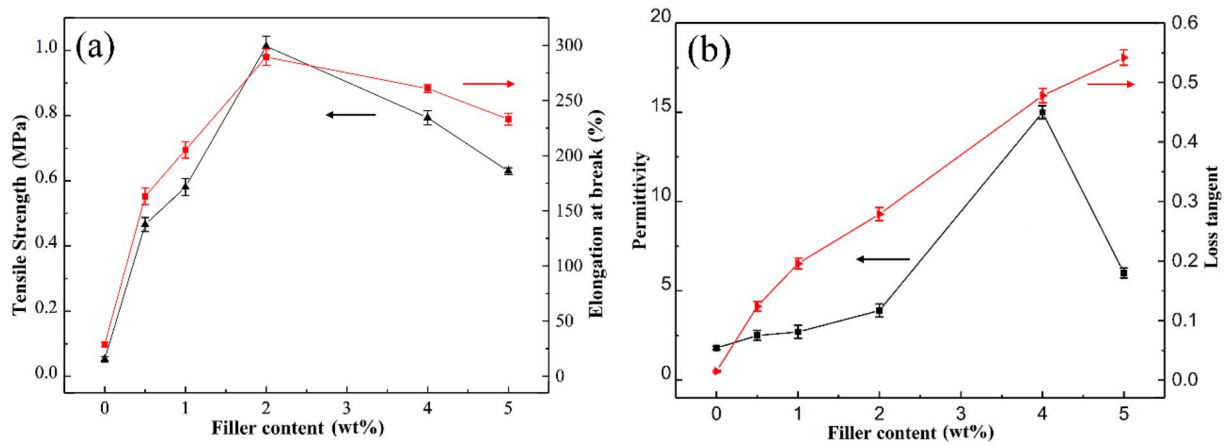 (a)
Tensile Strength (MPa)
1.0
0.8
0.6
0.4
0.2
0.0
300
250
200
150
100
50
0
Elongation at break (%)
0 1 2 3 4 5
Filler content (wt%)
(b)
Permittivity
20
15
10
5
0
0.6
0.5
0.4
0.3
0.2
0.1
0.0
Loss tangent
0 1 2 3 4 5
Filler content (wt%)